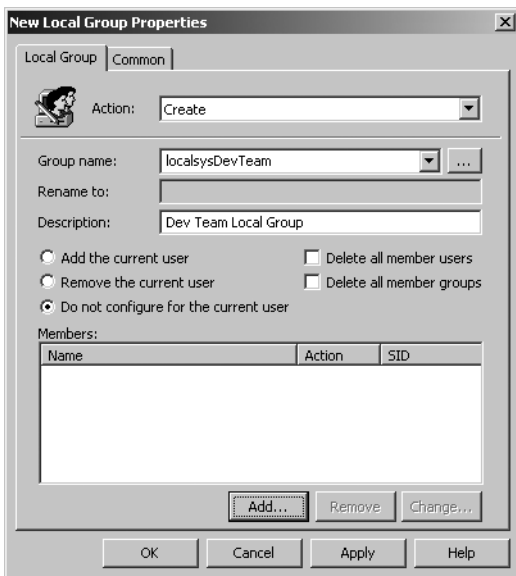 New Local Group Properties
Local Group Common
Action: Create
Group name: localsysDevTeam ...
Rename to:
Description: Dev Team Local Group
Add the current user Delete all member users
Remove the current user Delete all member groups
Do not configure for the current user
Members:
Name Action SID
Add... Remove Change...
OK Cancel Apply Help